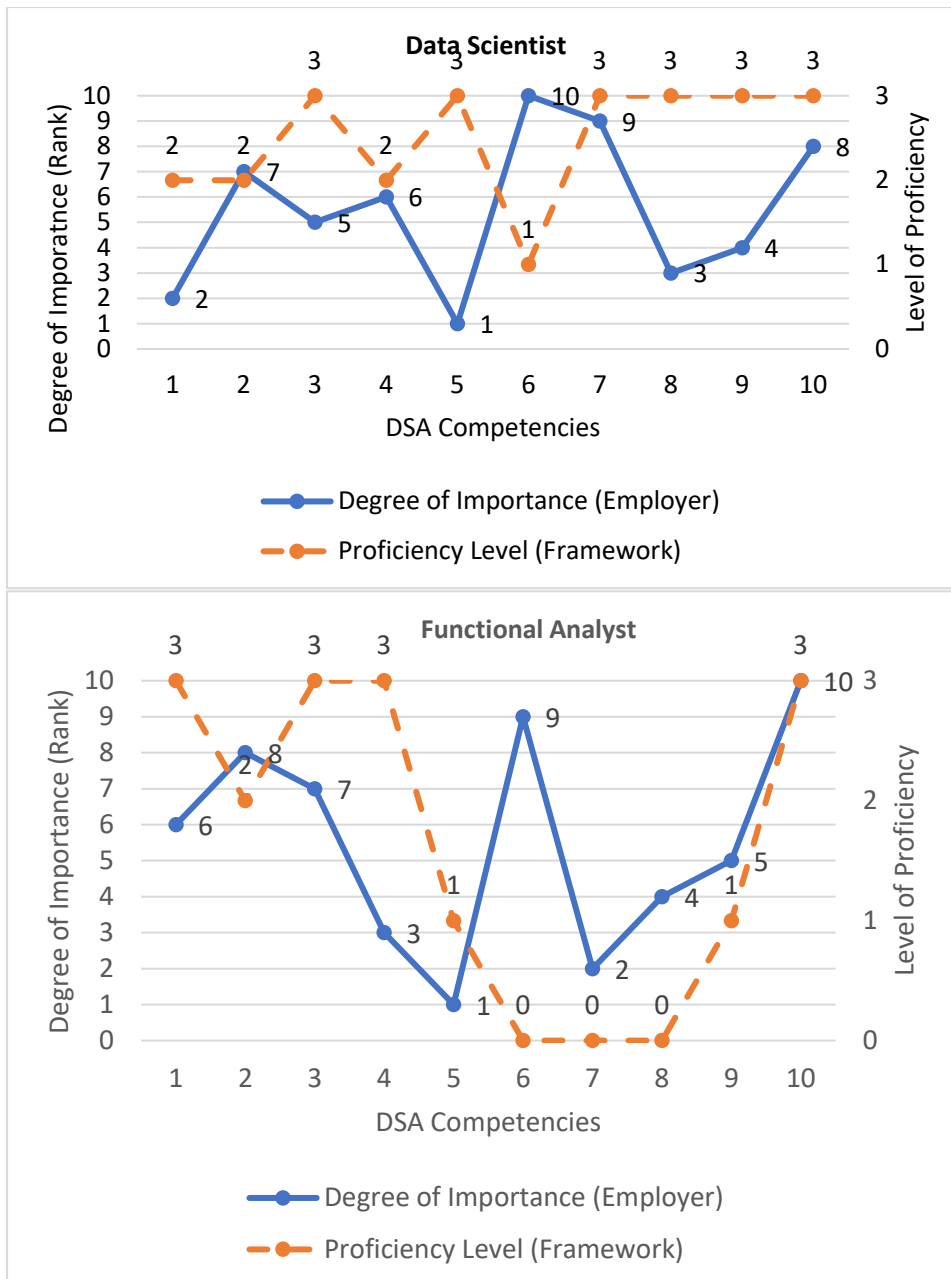 Data Scientist
3 3 3 3 3 3
2 2 2
1
10
9
8
7
6
5
4
3
2
1
0
2 7 5 6 1 10 9 3 4 8
3
2
1
0
1 2 3 4 5 6 7 8 9 10
Degree of Imporatnce (Rank)
Level of Proficiency
DSA Competencies
Degree of Importance (Employer)
Proficiency Level (Framework)
Functional Analyst
3 2 3 3 1 0 0 0 1 3
10
9
8
7
6
5
4
3
2
1
0
6 8 7 3 1 9 2 4 5 10
3
2
1
0
1 2 3 4 5 6 7 8 9 10
Degree of Importance (Rank)
Level of Proficiency
DSA Competencies
Degree of Importance (Employer)
Proficiency Level (Framework)